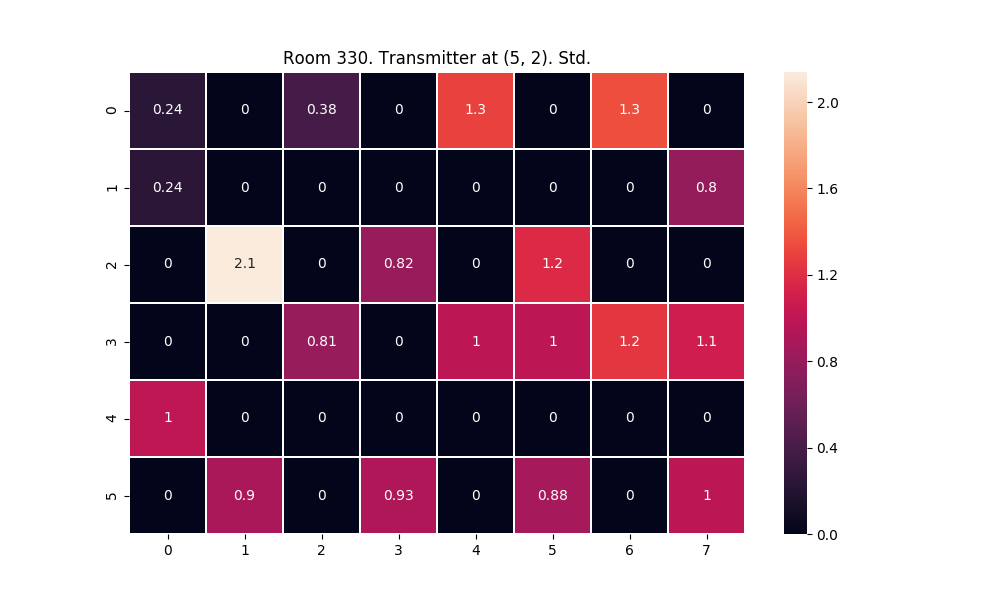 Room 330. Transmitter at (5, 2). Std.
0 0.24 0 0.38 0 1.3 0 1.3 0
1 0.24 0 0 0 0 0 0 0.8
2 0 2.1 0 0.82 0 1.2 0 0
3 0 0 0.81 0 1 1 1.2 1.1
4 1 0 0 0 0 0 0 0
5 0 0.9 0 0.93 0 0.88 0 1
0 1 2 3 4 5 6 7
2.0
1.6
1.2
0.8
0.4
0.0